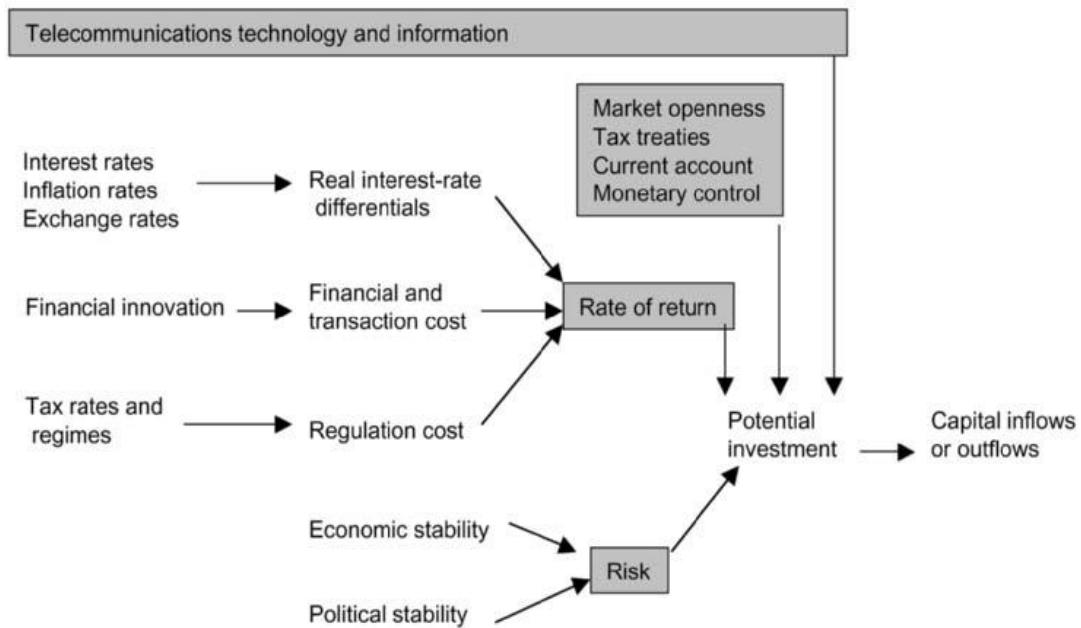 Telecommunications technology and information
Market openness
Tax treaties
Current account
Monetary control
Interest rates
Inflation rates
Exchange rates
Real interest-rate
differentials
Financial innovation
Financial and
transaction cost
Rate of return
Tax rates and
regimes
Regulation cost
Potential
investment
Capital inflows
or outflows
Economic stability
Risk
Political stability